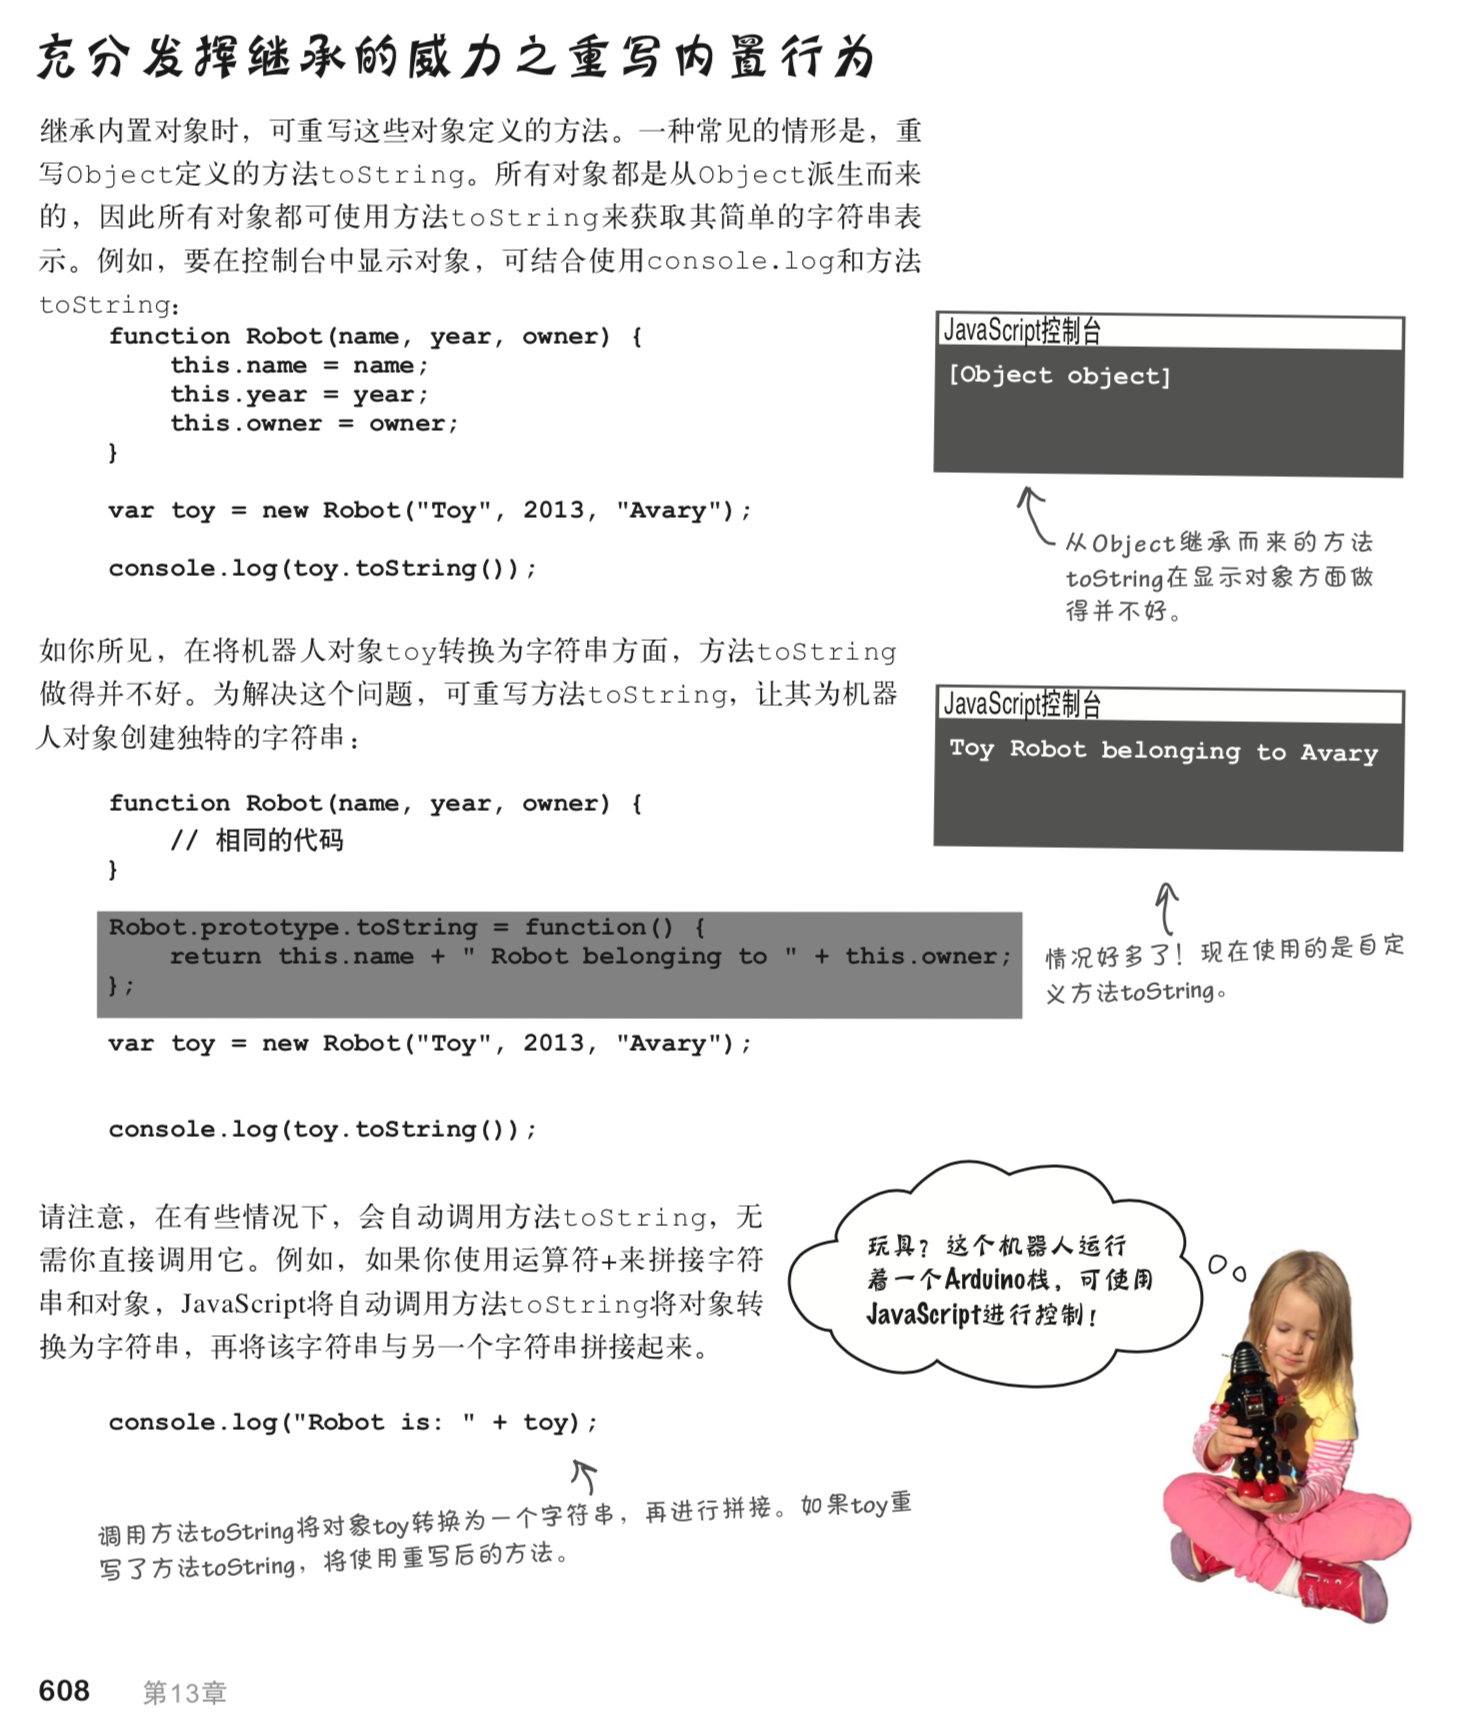 充分发挥继承的威力之重写内置行为
继承内置对象时，可重写这些对象定义的方法。一种常见的情形是，重
写Object定义的方法toString。所有对象都是从Object派生而来
的，因此所有对象都可使用方法toString来获取其简单的字符串表
示。例如，要在控制台中显示对象，可结合使用console.log和方法
toString：
function Robot(name, year, owner) {
    this.name = name;
    this.year = year;
    this.owner = owner;
}
var toy = new Robot("Toy", 2013, "Avary");
console.log(toy.toString());
JavaScript控制台
[Object object]
从Object继承而来的方法
toString在显示对象方面做
得并不好。
如你所见，在将机器人对象toy转换为字符串方面，方法toString
做得并不好。为解决这个问题，可重写方法toString，让其为机器
人对象创建独特的字符串：
JavaScript控制台
Toy Robot belonging to Avary
function Robot(name, year, owner) {
    // 相同的代码
}
Robot.prototype.toString = function() {
    return this.name + " Robot belonging to " + this.owner;
};
情况好多了！现在使用的是自定
义方法toString。
var toy = new Robot("Toy", 2013, "Avary");
console.log(toy.toString());
请注意，在有些情况下，会自动调用方法toString，无
需你直接调用它。例如，如果你使用运算符+来拼接字符
串和对象，JavaScript将自动调用方法toString将对象转
换为字符串，再将该字符串与另一个字符串拼接起来。
玩具？这个机器人运行
着一个Arduino栈，可使用
JavaScript进行控制！
console.log("Robot is: " + toy);
调用方法toString将对象toy转换为一个字符串，再进行拼接。如果toy重
写了方法toString，将使用重写后的方法。
608 第13章